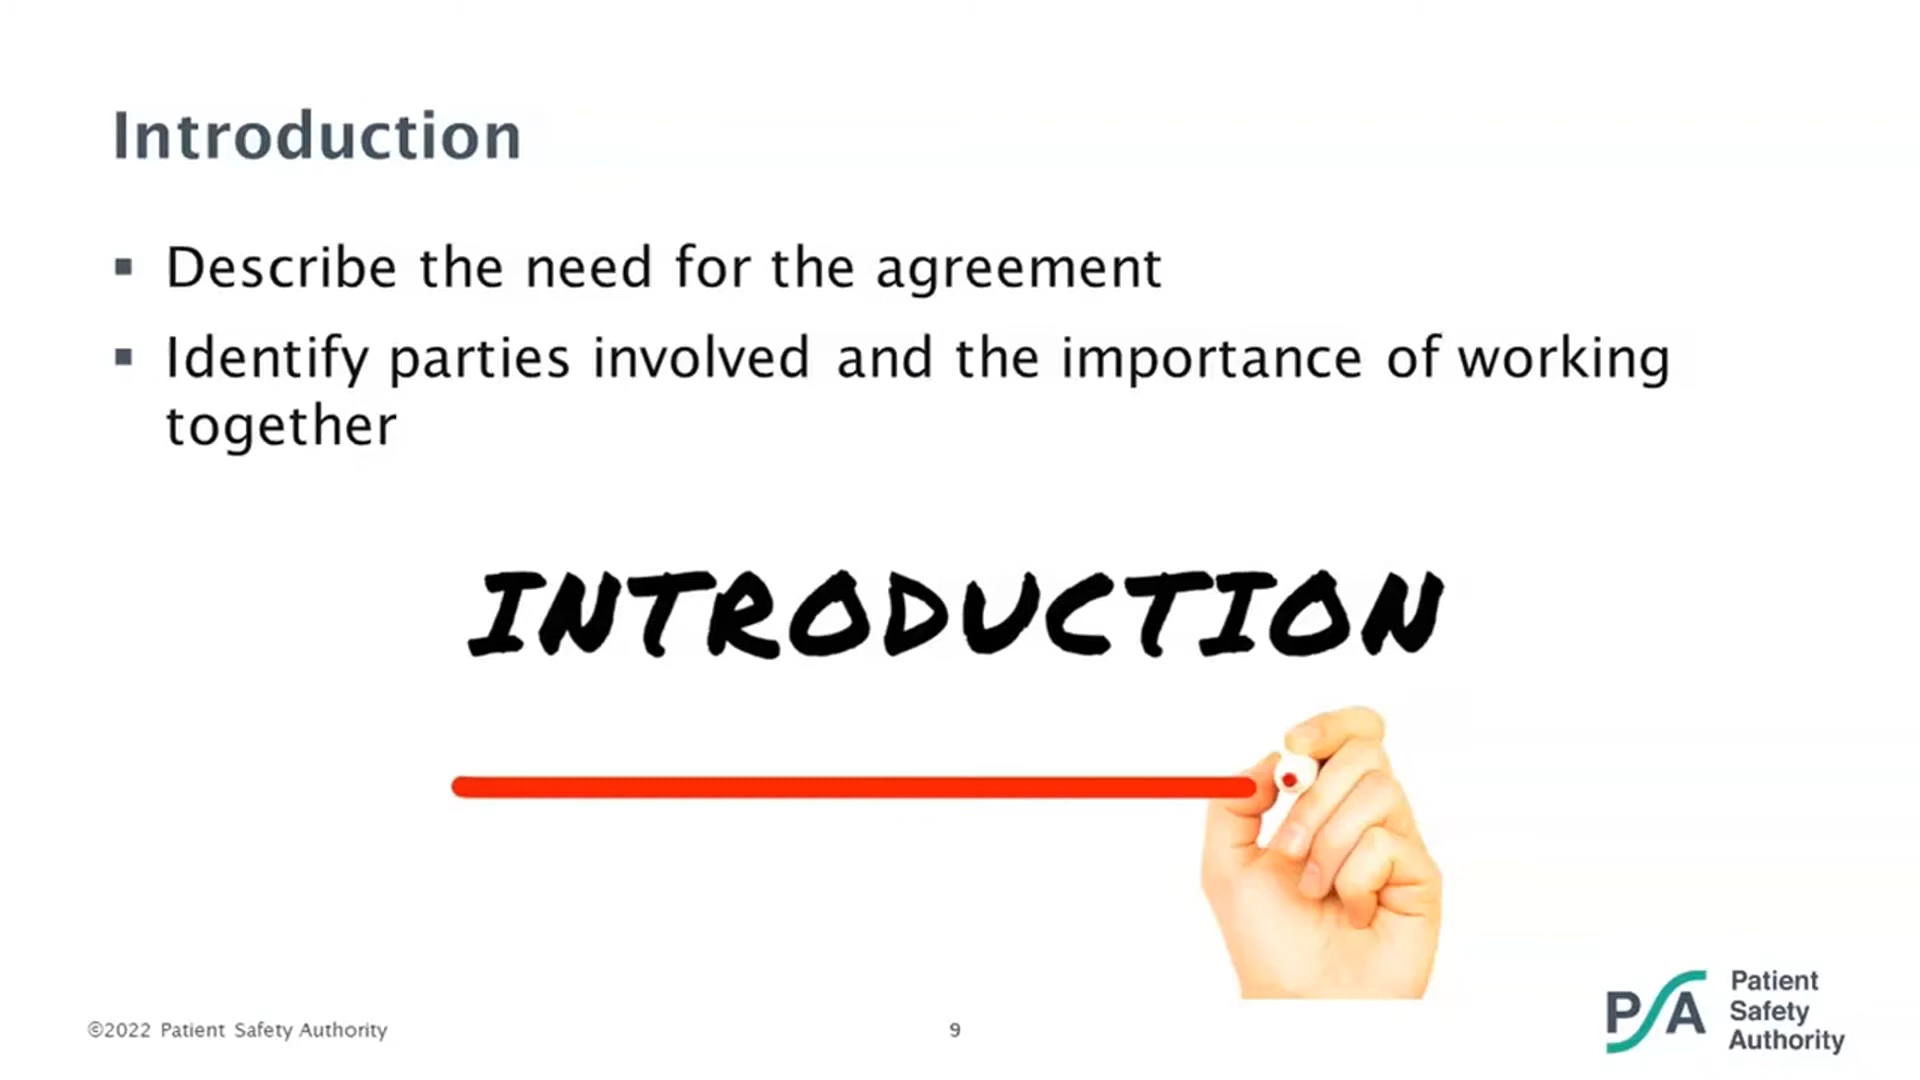 Introduction
▪ Describe the need for the agreement
▪ Identify parties involved and the importance of working
together
INTRODUCTION
©2022 Patient Safety Authority
9
PSA
Patient
Safety
Authority